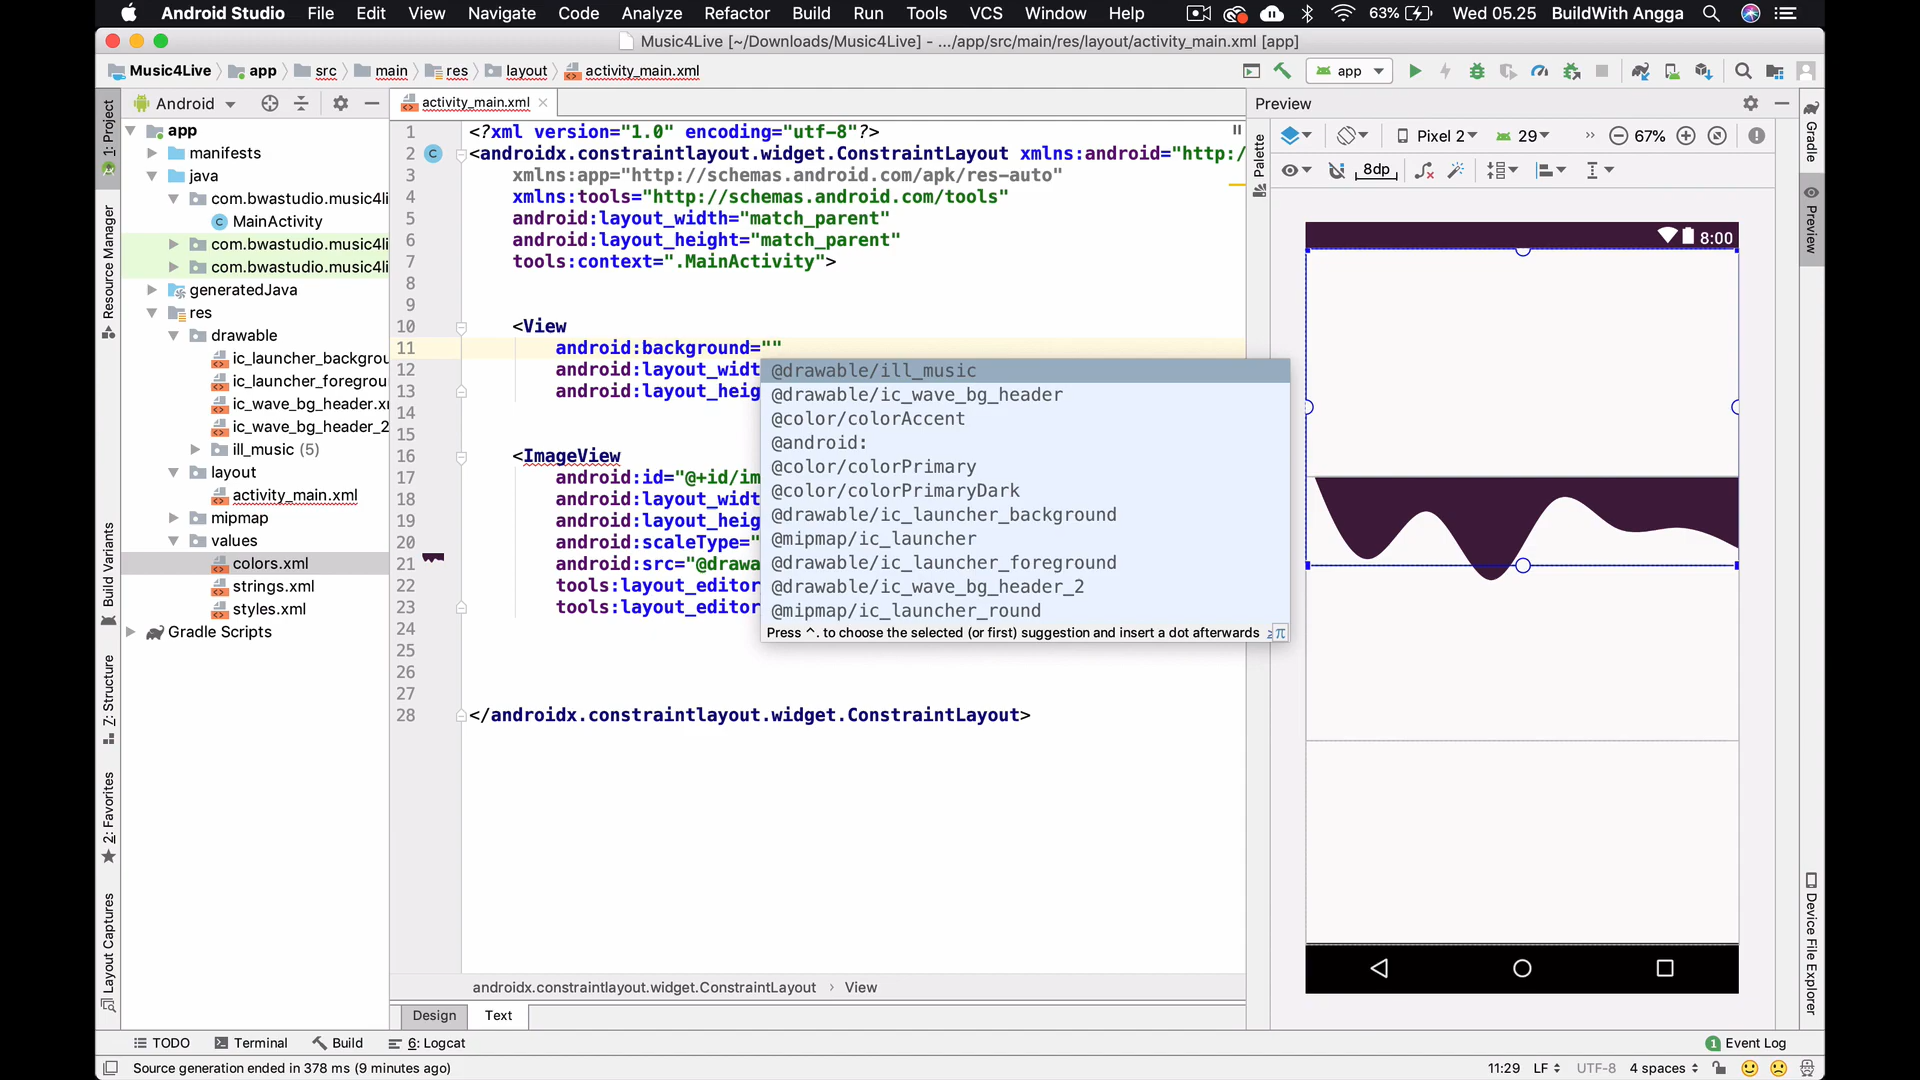 Android Studio File Edit View Navigate Code Analyze Refactor Build Run Tools VCS Window Help 63% Wed 05.25 BuildWith Angga
Music4Live [~/Downloads/Music4Live] - .../app/src/main/res/layout/activity_main.xml [app]
Music4Live app src main res layout activity_main.xml app
Android
activity_main.xml
Preview
1: Project
Resource Manager
Build Variants
Z: Structure
2: Favorites
Layout Captures
app
manifests
java
com.bwastudio.music4li
MainActivity
com.bwastudio.music4li
com.bwastudio.music4li
generatedJava
res
drawable
ic_launcher_backgrou
ic_launcher_foregrou
ic_wave_bg_header.x
ic_wave_bg_header_2
ill_music (5)
layout
activity_main.xml
mipmap
values
colors.xml
strings.xml
styles.xml
Gradle Scripts
1 <?xml version="1.0" encoding="utf-8"?>
2 C <androidx.constraintlayout.widget.ConstraintLayout xmlns:android="http:/
3 xmlns:app="http://schemas.android.com/apk/res-auto"
4 xmlns:tools="http://schemas.android.com/tools"
5 android:layout_width="match_parent"
6 android:layout_height="match_parent"
7 tools:context=".MainActivity">
8
9
10 <View
11 android:background=""
12 android:layout_widt
13 android:layout_heig
14
15
16 <ImageView
17 android:id="@+id/im
18 android:layout_widt
19 android:layout_heig
20 android:scaleType="
21 android:src="@drawa
22 tools:layout_editor
23 tools:layout_editor
24
25
26
27
28 </androidx.constraintlayout.widget.ConstraintLayout>
@drawable/ill_music
@drawable/ic_wave_bg_header
@color/colorAccent
@android:
@color/colorPrimary
@color/colorPrimaryDark
@drawable/ic_launcher_background
@mipmap/ic_launcher
@drawable/ic_launcher_foreground
@drawable/ic_wave_bg_header_2
@mipmap/ic_launcher_round
Press ^. to choose the selected (or first) suggestion and insert a dot afterwards ≥ π
Palette
Pixel 2 29 » 67%
8dp
8:00
Gradle
Preview
Device File Explorer
androidx.constraintlayout.widget.ConstraintLayout › View
Design Text
TODO Terminal Build 6: Logcat 1 Event Log
Source generation ended in 378 ms (9 minutes ago) 11:29 LF UTF-8 4 spaces